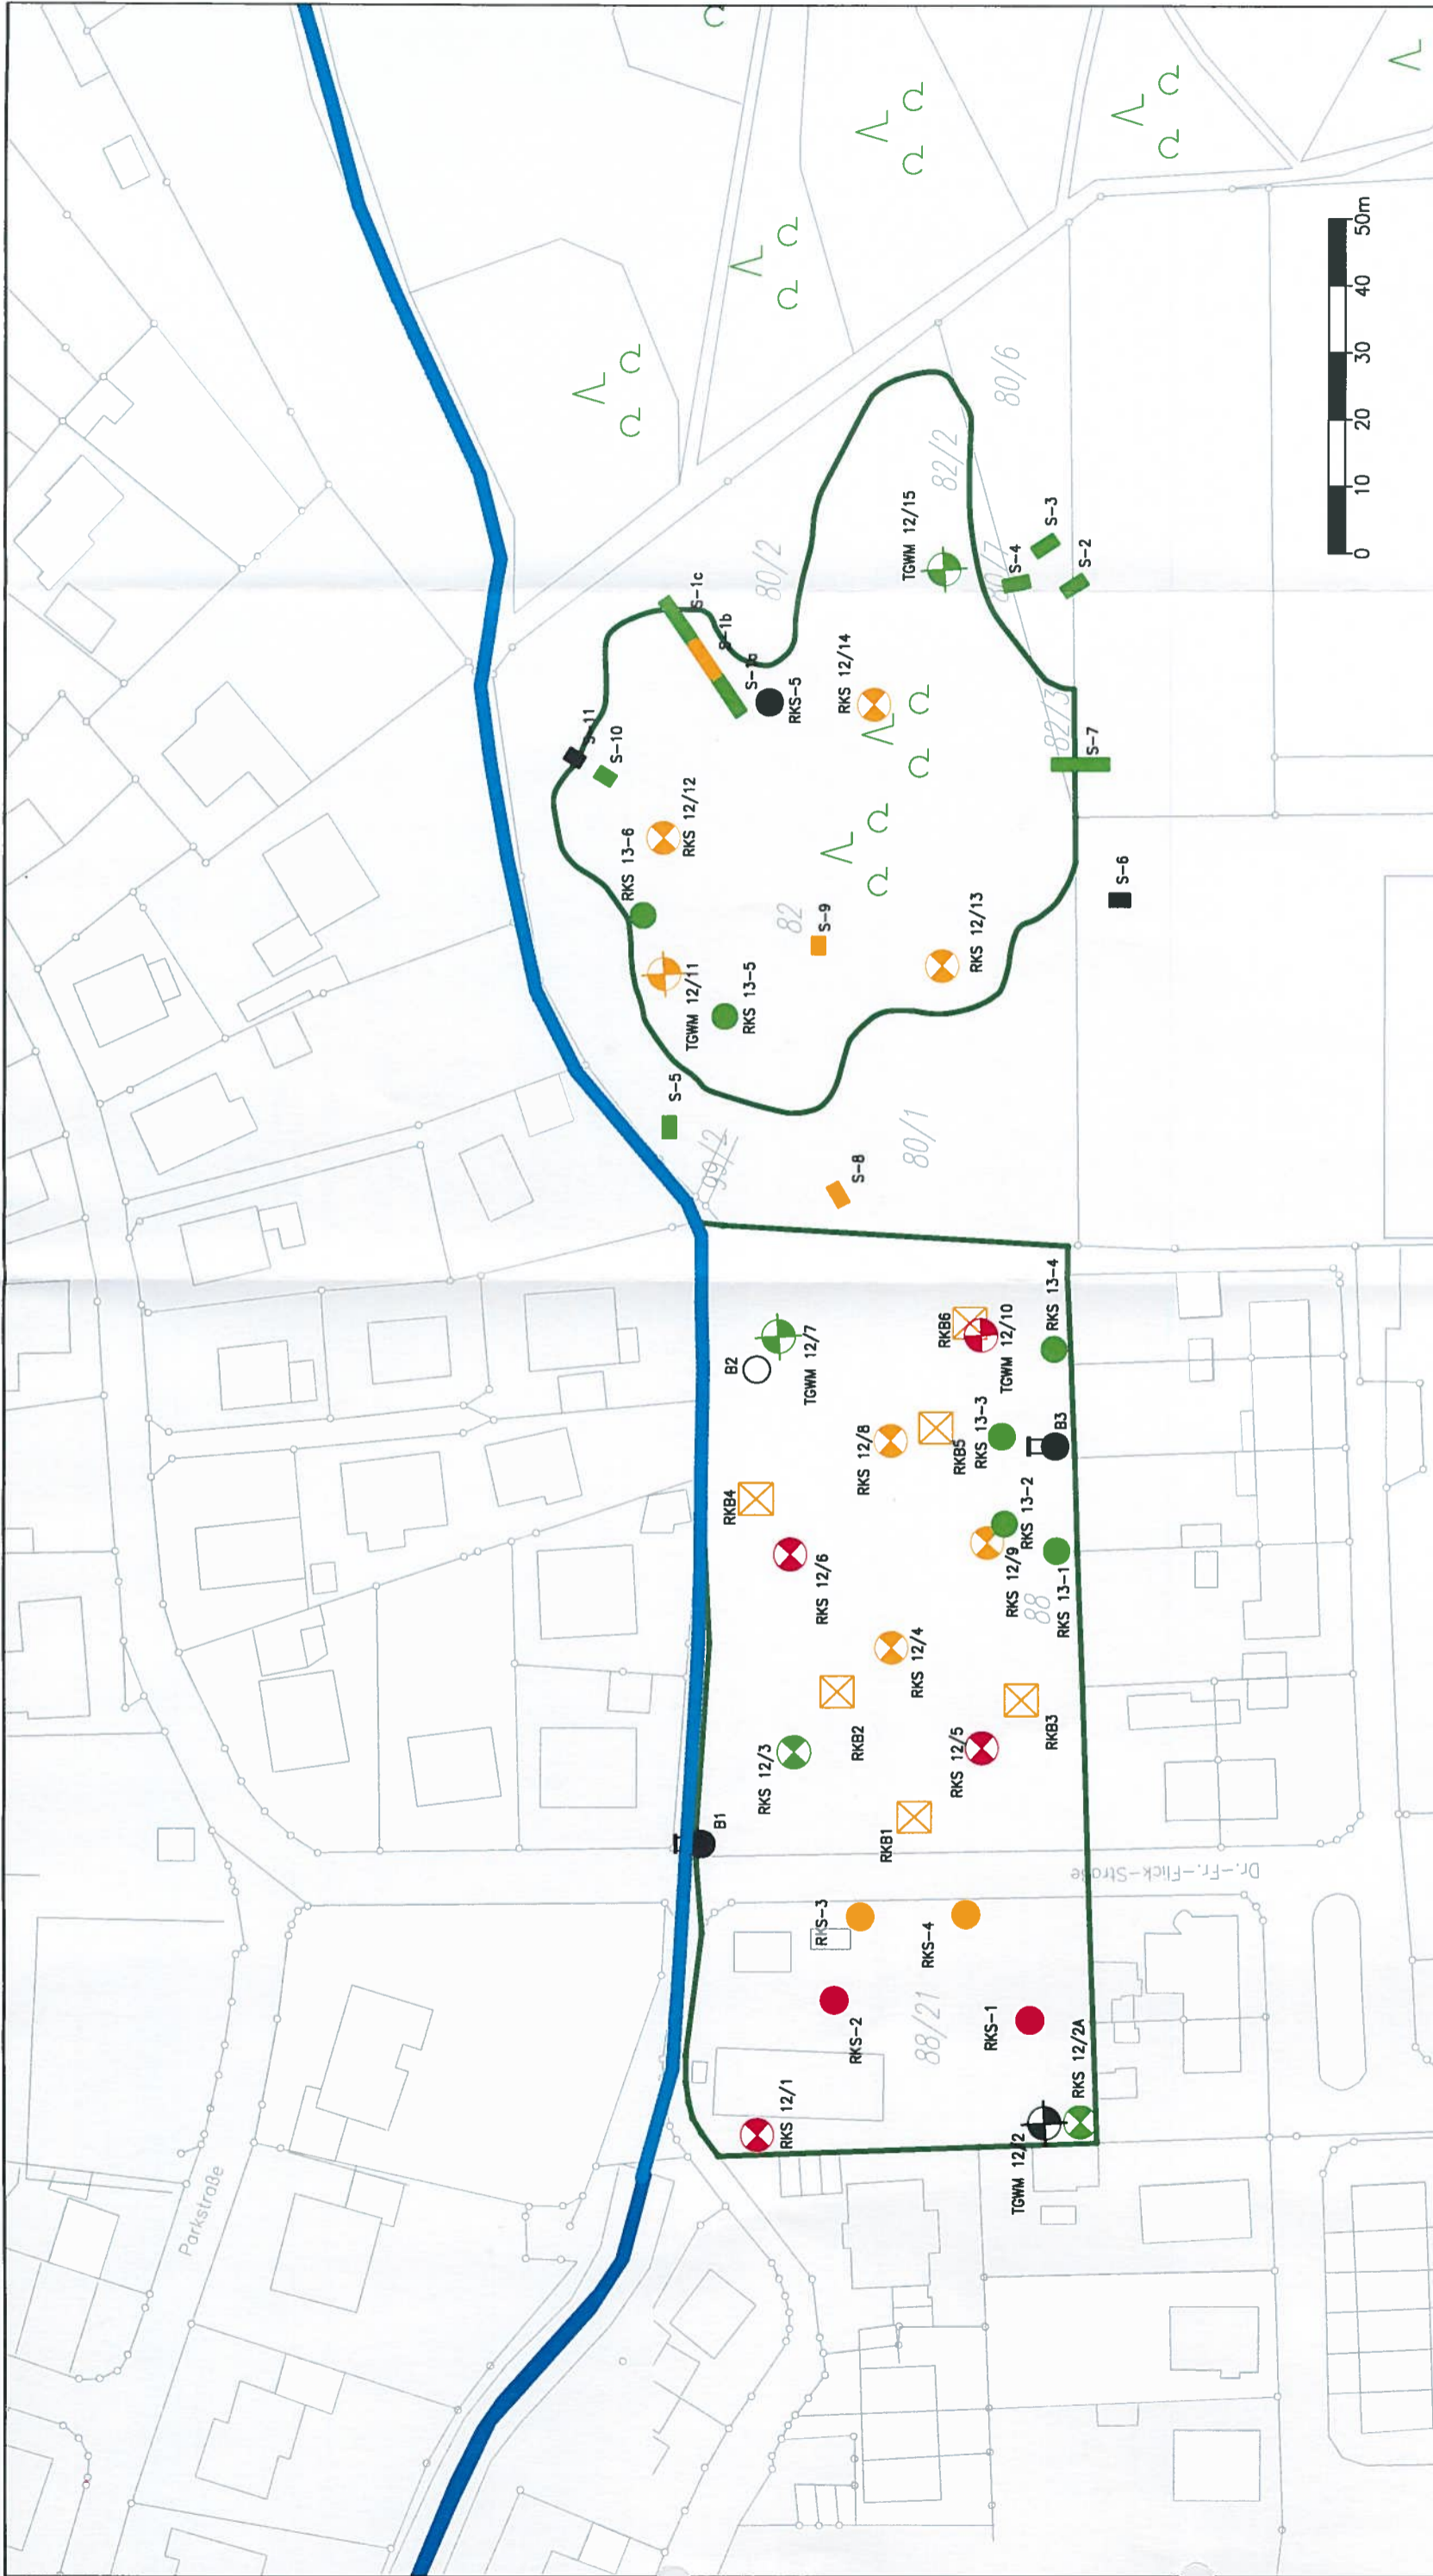 Parkstraße
Dr.-Fr.-Flick-Straße
TGWM 12/2
RKS 12/2A
RKS 12/1
RKS-1
RKS-2
88/21
RKS-3
RKS-4
B1
RKB1
RKS 12/3
RKB2
RKS 12/5
RKB3
RKS 12/4
RKS 12/6
RKB4
88
RKS 12/9
RKS 13-1
RKS 13-2
RKS 12/8
RKB5
RKS 13-3
B3
B2
TGWM 12/7
RKB6
TGWM 12/10
RKS 13-4
99/2
S-8
80/1
S-5
TGWM 12/11
RKS 13-5
RKS 13-6
RKS 12/12
82
S-9
RKS 12/13
S-6
S-11
S-10
S-1a
S-1b
S-1c
RKS-5
RKS 12/14
82/3
S-7
80/2
TGWM 12/15
82/2
80/7
S-4
S-3
S-2
80/6
0
10
20
30
40
50m